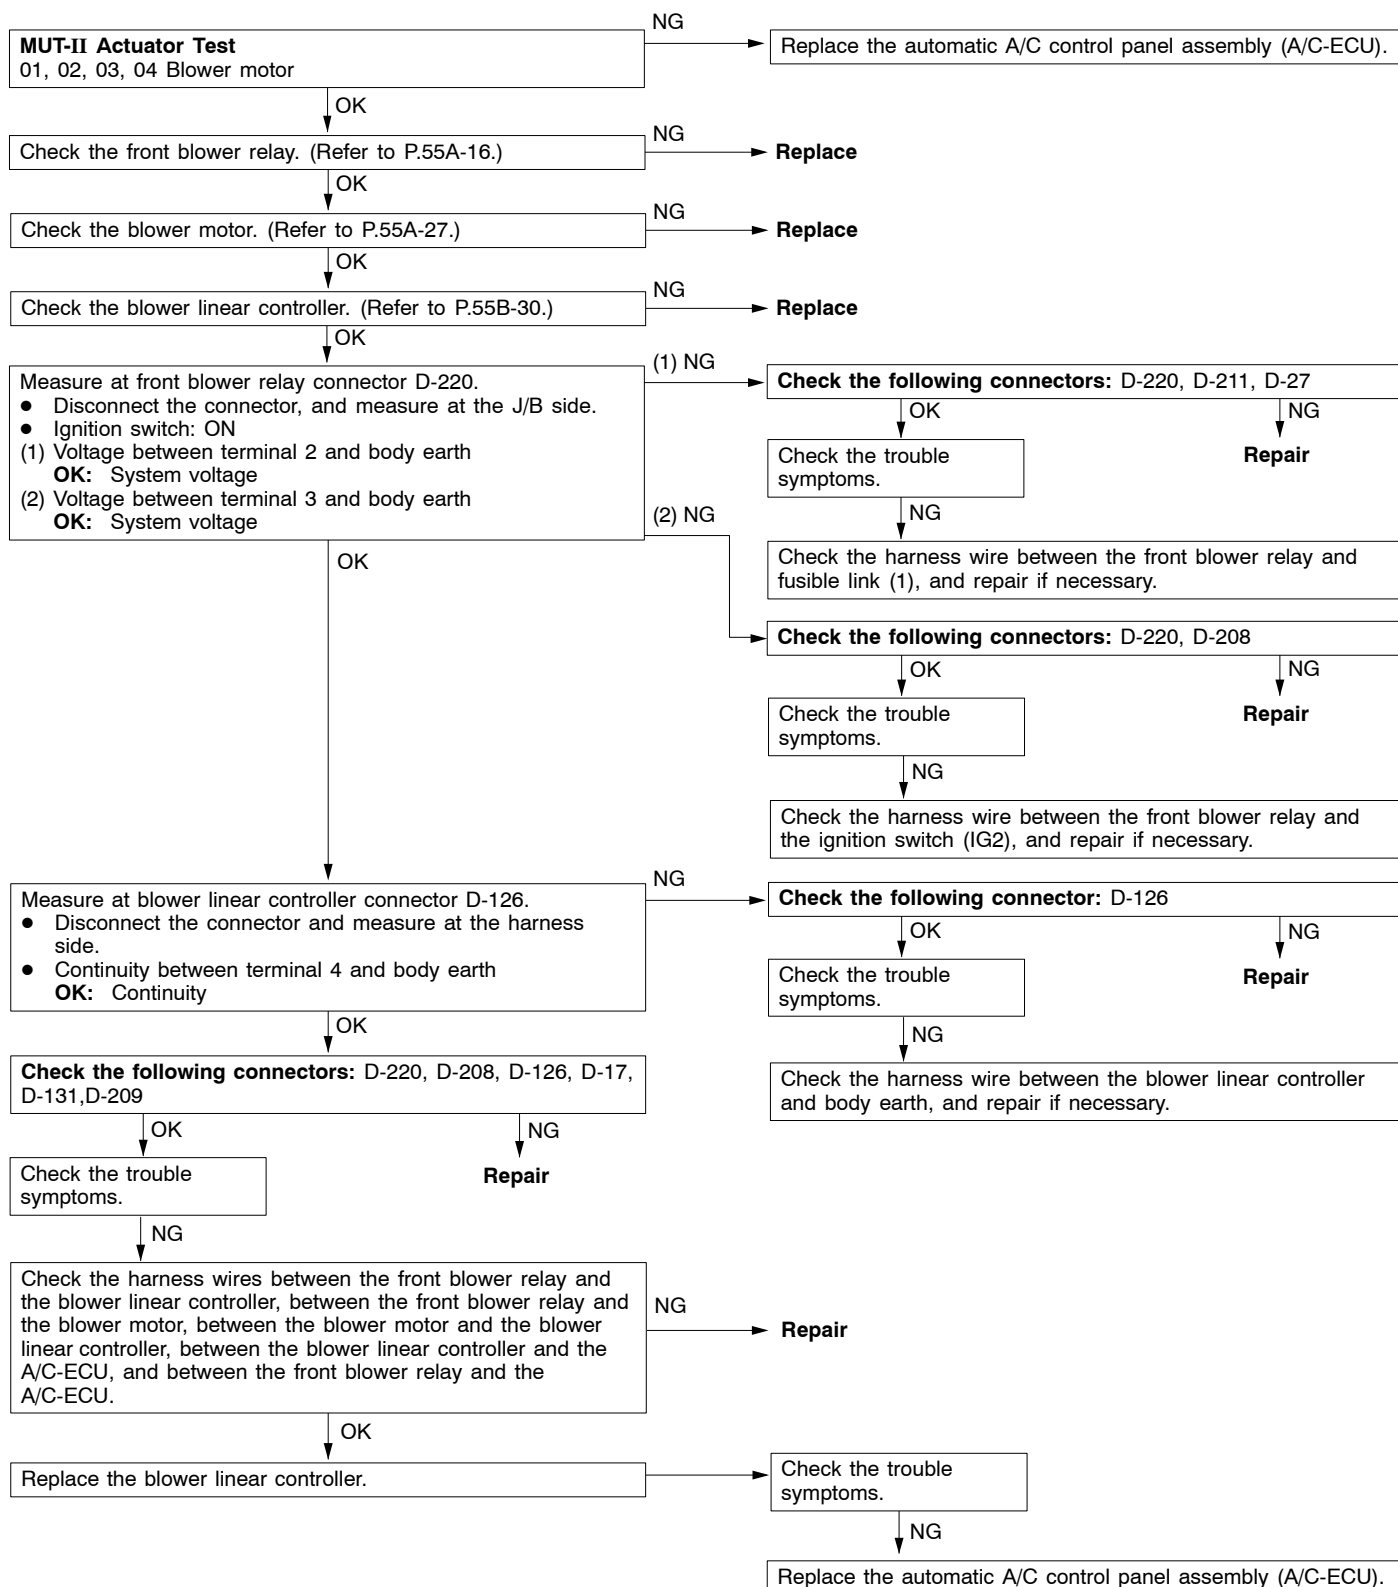 MUT-II Actuator Test
01, 02, 03, 04 Blower motor
NG
Replace the automatic A/C control panel assembly (A/C-ECU).
OK
Check the front blower relay. (Refer to P.55A-16.)
NG
Replace
OK
Check the blower motor. (Refer to P.55A-27.)
NG
Replace
OK
Check the blower linear controller. (Refer to P.55B-30.)
NG
Replace
OK
Measure at front blower relay connector D-220.
● Disconnect the connector, and measure at the J/B side.
● Ignition switch: ON
(1) Voltage between terminal 2 and body earth
OK: System voltage
(2) Voltage between terminal 3 and body earth
OK: System voltage
(1) NG
Check the following connectors: D-220, D-211, D-27
OK
NG
Check the trouble
symptoms.
Repair
NG
Check the harness wire between the front blower relay and
fusible link (1), and repair if necessary.
(2) NG
Check the following connectors: D-220, D-208
OK
NG
Check the trouble
symptoms.
Repair
NG
Check the harness wire between the front blower relay and
the ignition switch (IG2), and repair if necessary.
OK
Measure at blower linear controller connector D-126.
● Disconnect the connector and measure at the harness
side.
● Continuity between terminal 4 and body earth
OK: Continuity
NG
Check the following connector: D-126
OK
NG
Check the trouble
symptoms.
Repair
NG
Check the harness wire between the blower linear controller
and body earth, and repair if necessary.
OK
Check the following connectors: D-220, D-208, D-126, D-17,
D-131,D-209
OK
NG
Check the trouble
symptoms.
Repair
NG
Check the harness wires between the front blower relay and
the blower linear controller, between the front blower relay and
the blower motor, between the blower motor and the blower
linear controller, between the blower linear controller and the
A/C-ECU, and between the front blower relay and the
A/C-ECU.
NG
Repair
OK
Replace the blower linear controller.
Check the trouble
symptoms.
NG
Replace the automatic A/C control panel assembly (A/C-ECU).